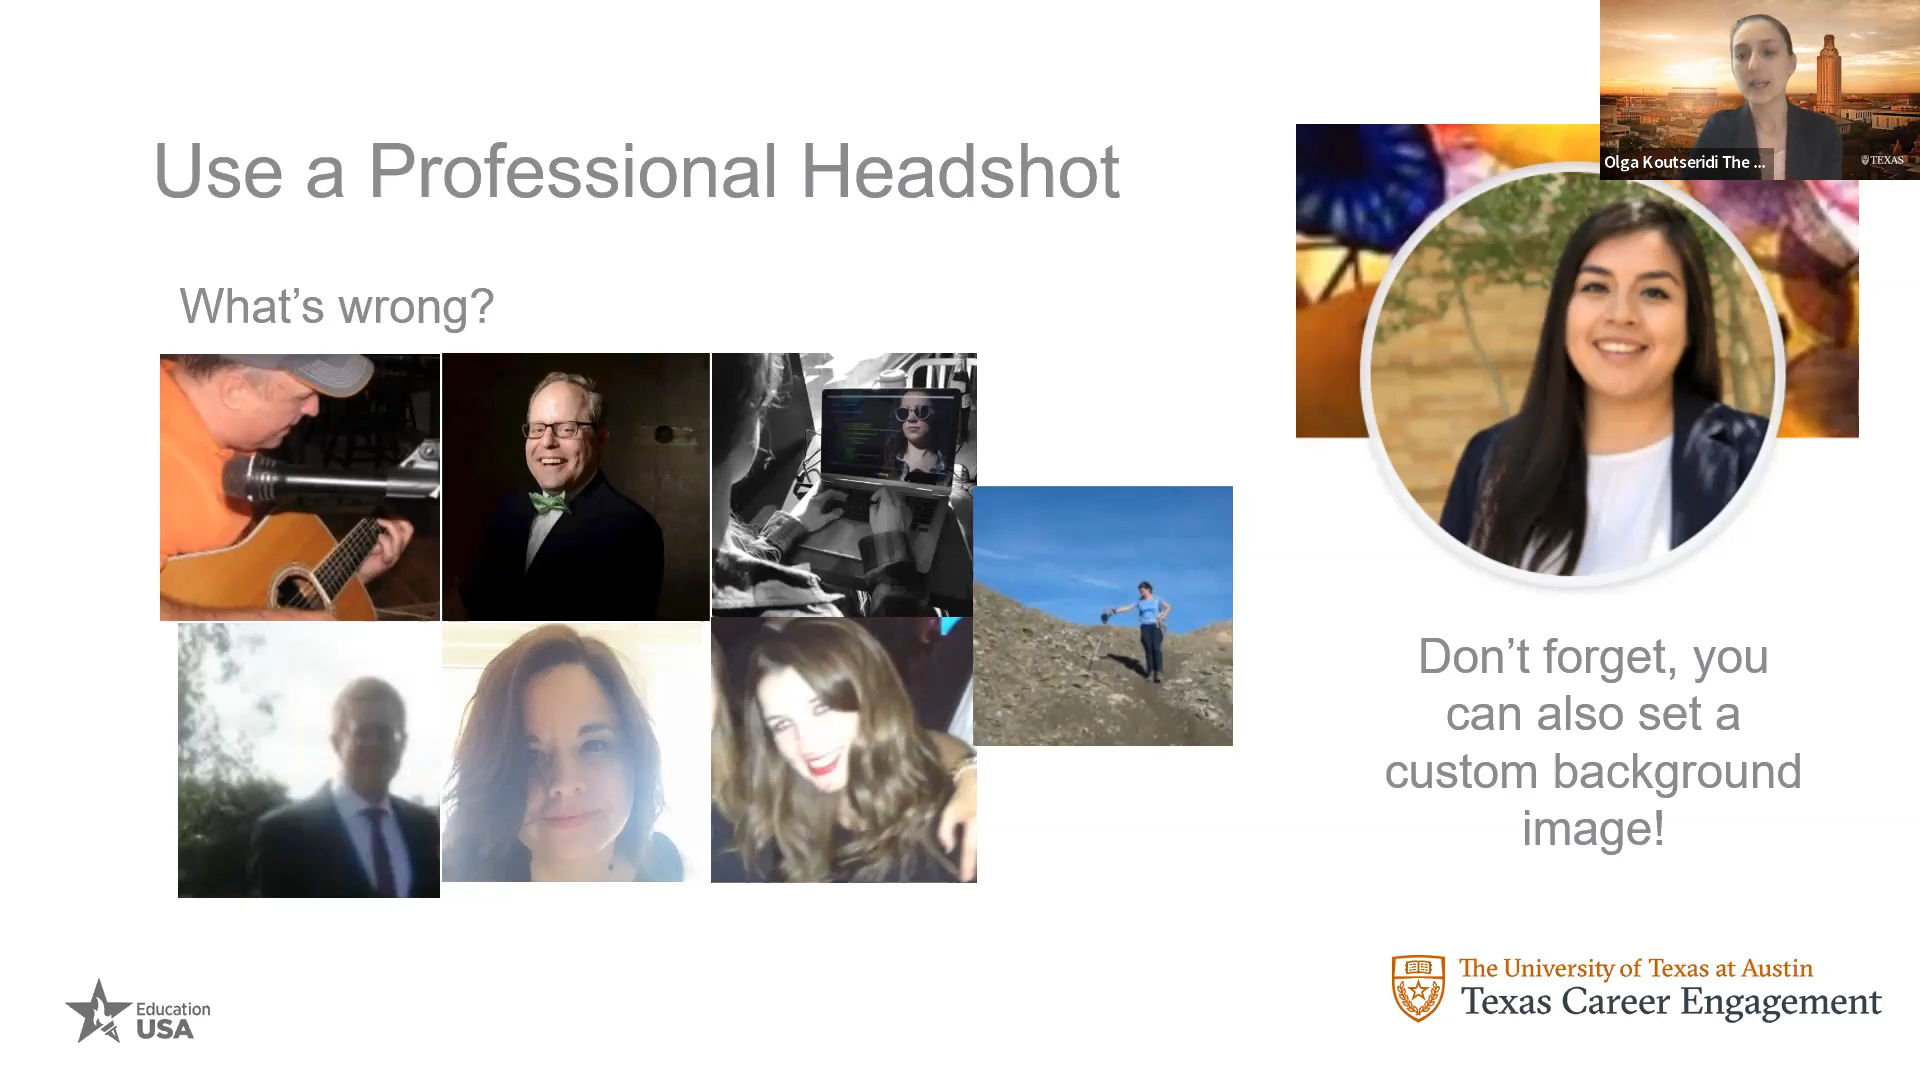 Use a Professional Headshot
What’s wrong?
Olga Koutseridi The ...
TEXAS
Don’t forget, you
can also set a
custom background
image!
Education
USA
The University of Texas at Austin
Texas Career Engagement